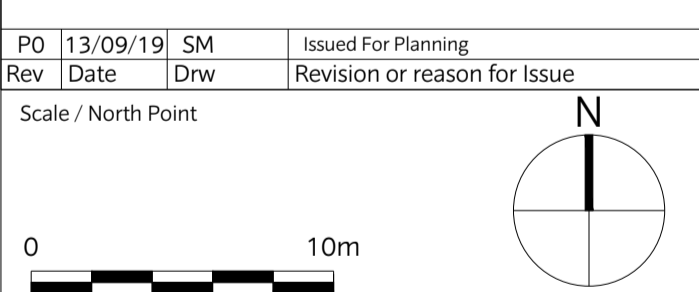 P0 13/09/19 SM Issued For Planning
Rev Date Drw Revision or reason for Issue
Scale / North Point
N
0 10m